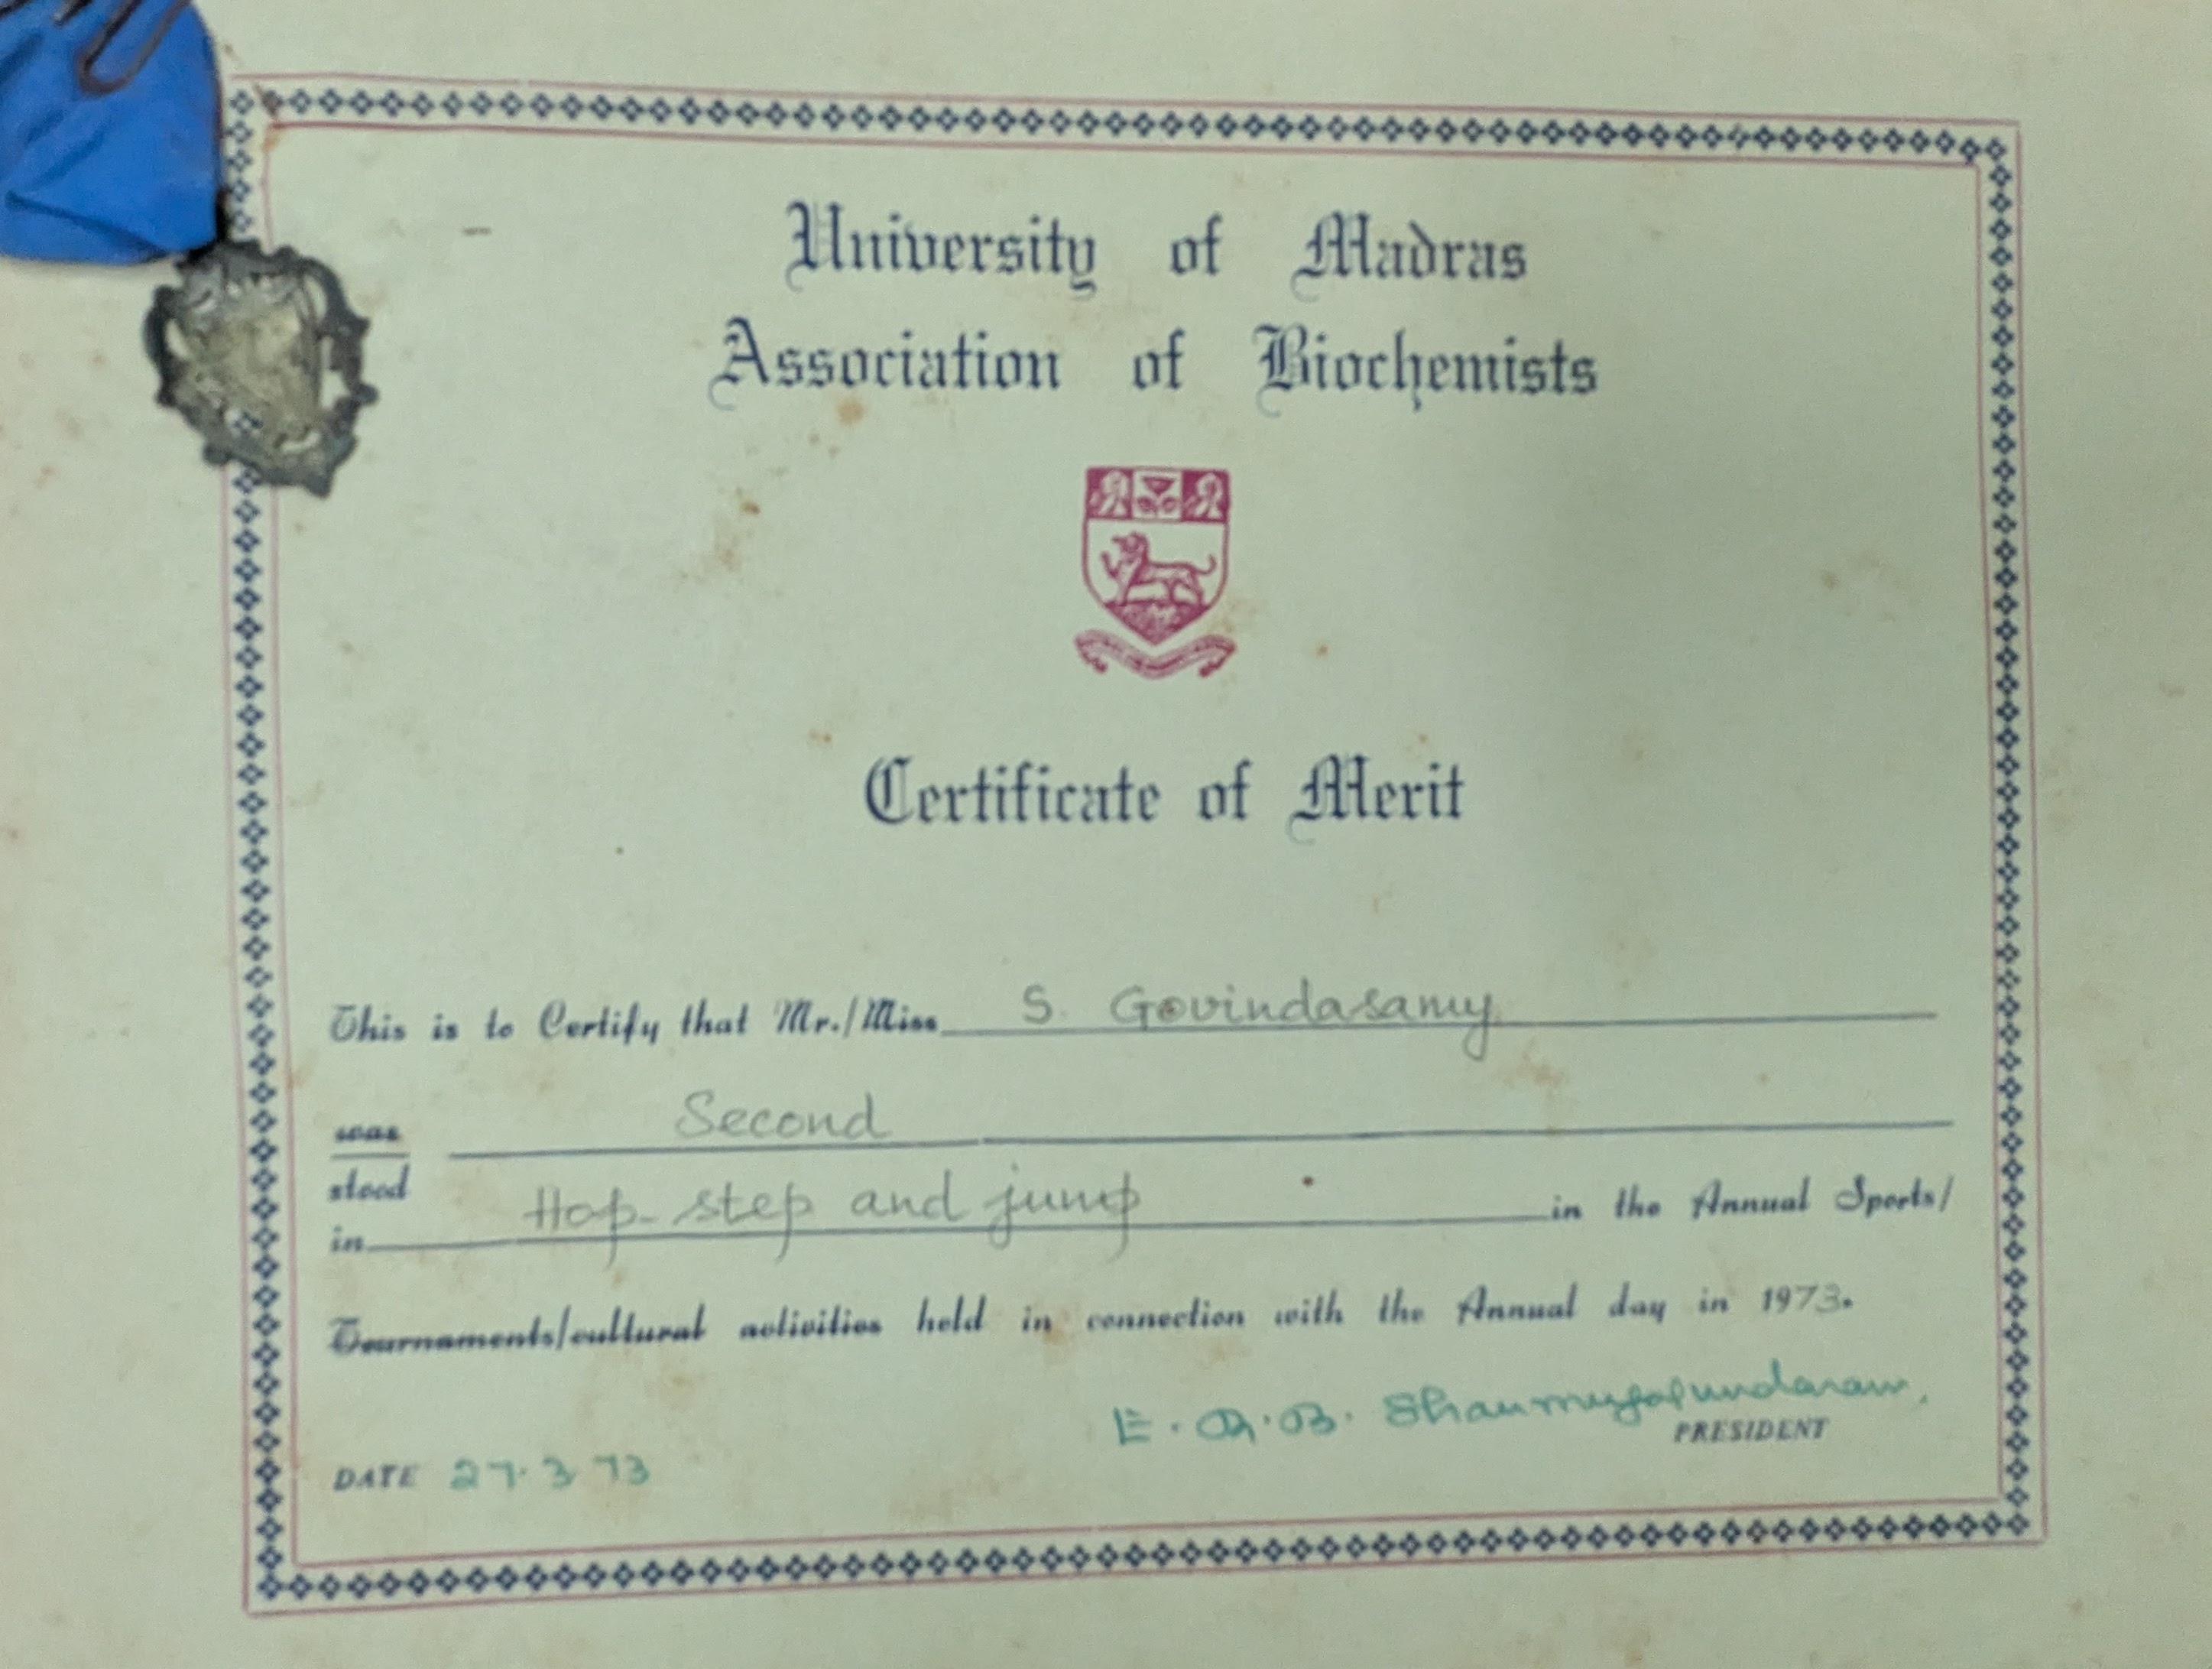 University of Madras
Association of Biochemists
Certificate of Merit
This is to Certify that Mr./Miss S. Govindasamy
was Second
stood
in Hop-step and jump in the Annual Sports/
Tournaments/cultural activities held in connection with the Annual day in 1973.
E. R. B. Shanmugasundaram,
PRESIDENT
DATE 27.3 73